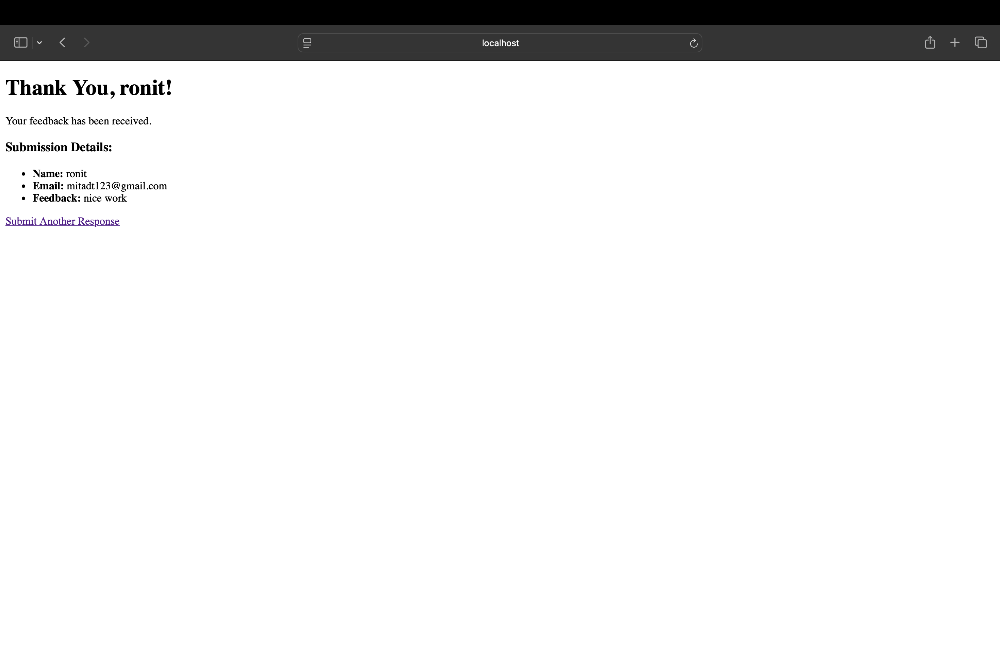 localhost
Thank You, ronit!
Your feedback has been received.
Submission Details:
• Name: ronit
• Email: mitadt123@gmail.com
• Feedback: nice work
Submit Another Response